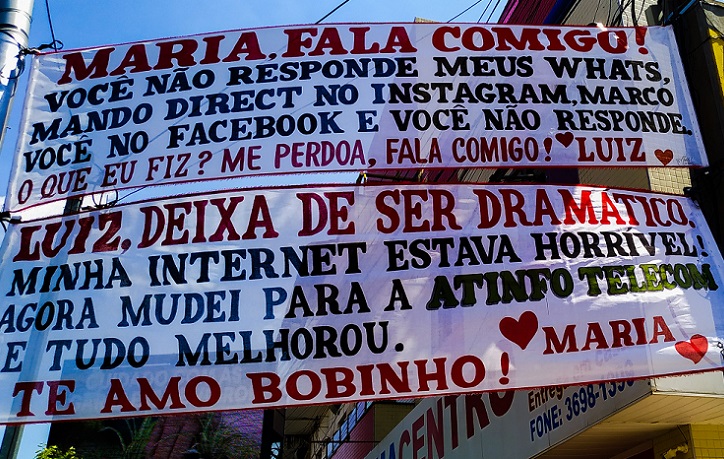 MARIA, FALA COMIGO!
VOCÊ NÃO RESPONDE MEUS WHATS,
MANDO DIRECT NO INSTAGRAM, MARCO
VOCÊ NO FACEBOOK E VOCÊ NÃO RESPONDE.
O QUE EU FIZ? ME PERDOA, FALA COMIGO! LUIZ
LUIZ, DEIXA DE SER DRAMÁTICO.
MINHA INTERNET ESTAVA HORRÍVEL!
AGORA MUDEI PARA A ATINFO TELECOM
E TUDO MELHOROU. MARIA
TE AMO BOBINHO!
CENTRO
FONE: 3698-1390